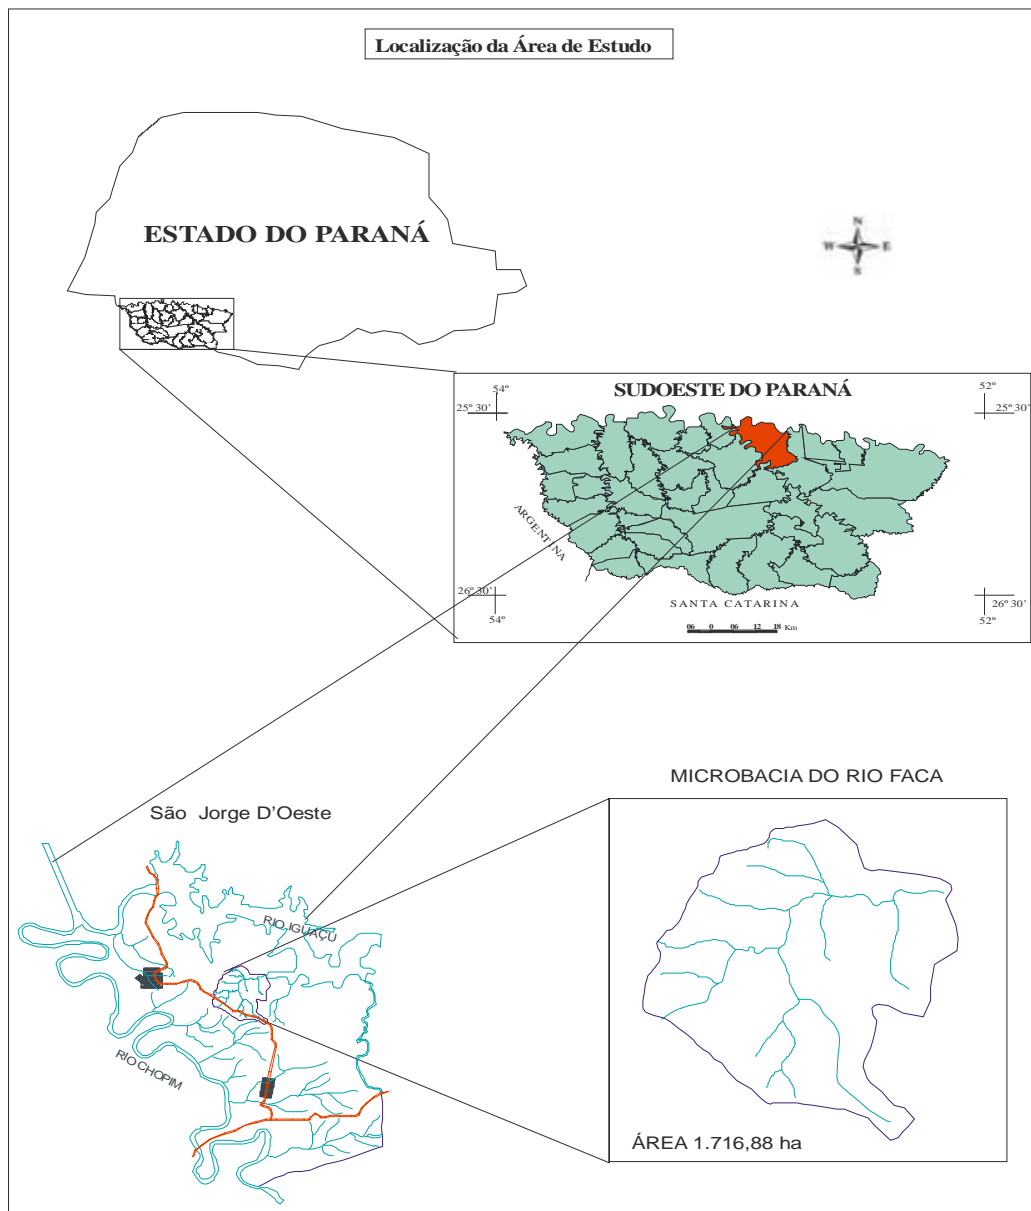 Localização da Área de Estudo
ESTADO DO PARANÁ
N
W E
S
SUDOESTE DO PARANÁ
54º
52º
25º 30'
25º 30'
ARGENTINA
26º 30'
26º 30'
54º
52º
SANTA CATARINA
06 0 06 12 18 Km
MICROBACIA DO RIO FACA
São Jorge D'Oeste
RIO IGUAÇÚ
RIO CHOPIM
ÁREA 1.716,88 ha